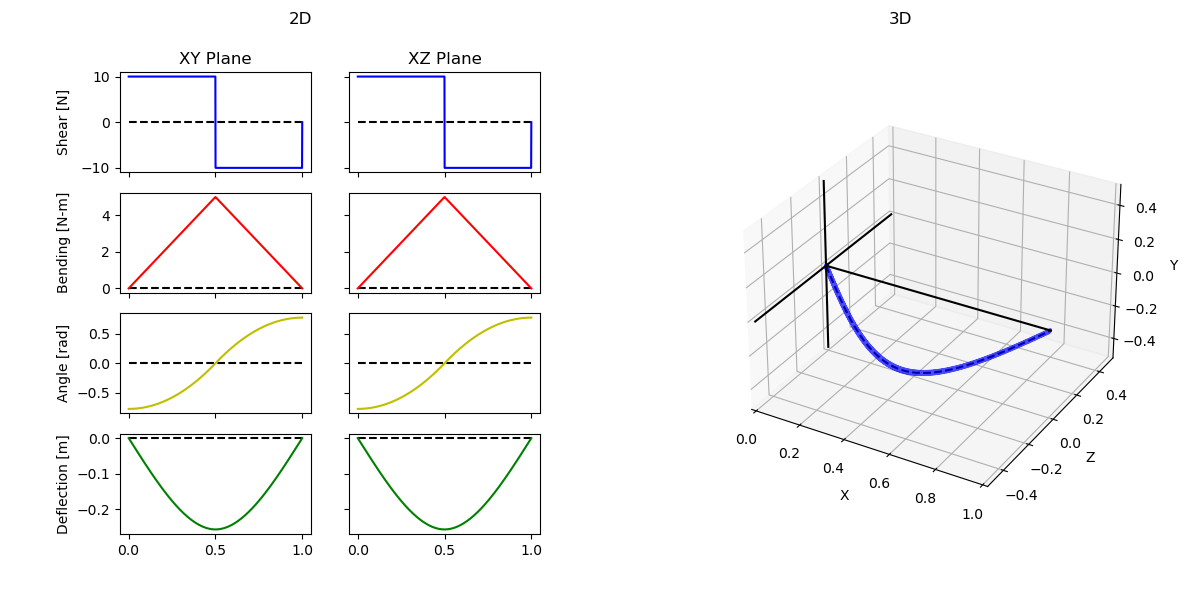 2D
3D
XY Plane
XZ Plane
Shear [N]
10
0
−10
Bending [N-m]
4
2
0
Angle [rad]
0.5
0.0
−0.5
Deflection [m]
0.0
−0.1
−0.2
0.0 0.5 1.0
0.0 0.5 1.0
0.4
0.2
0.0
−0.2
−0.4
Y
0.0
0.2
0.4
0.6
0.8
1.0
X
−0.4
−0.2
0.0
0.2
0.4
Z